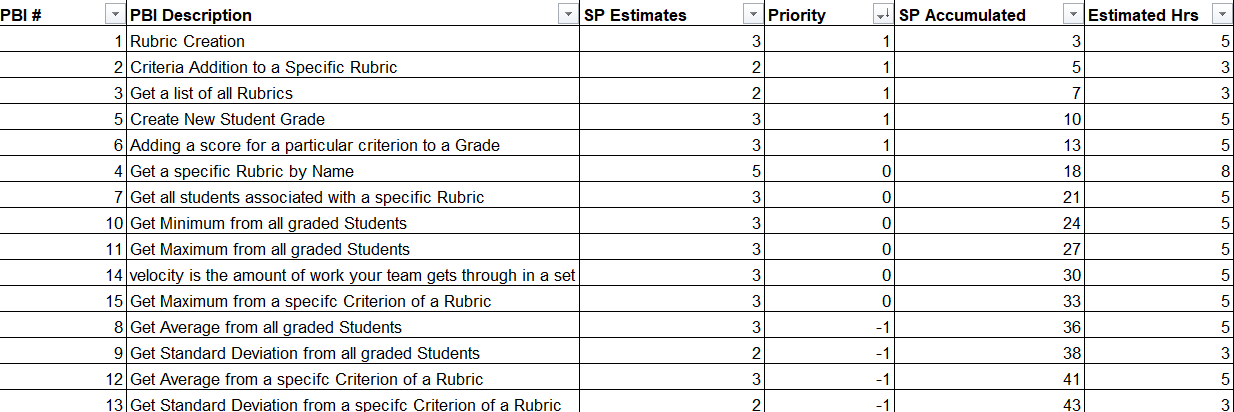 PBI # PBI Description SP Estimates Priority SP Accumulated Estimated Hrs
1 Rubric Creation 3 1 3 5
2 Criteria Addition to a Specific Rubric 2 1 5 3
3 Get a list of all Rubrics 2 1 7 3
5 Create New Student Grade 3 1 10 5
6 Adding a score for a particular criterion to a Grade 3 1 13 5
4 Get a specific Rubric by Name 5 0 18 8
7 Get all students associated with a specific Rubric 3 0 21 5
10 Get Minimum from all graded Students 3 0 24 5
11 Get Maximum from all graded Students 3 0 27 5
14 velocity is the amount of work your team gets through in a set 3 0 30 5
15 Get Maximum from a specifc Criterion of a Rubric 3 0 33 5
8 Get Average from all graded Students 3 -1 36 5
9 Get Standard Deviation from all graded Students 2 -1 38 3
12 Get Average from a specifc Criterion of a Rubric 3 -1 41 5
13 Get Standard Deviation from a specifc Criterion of a Rubric 2 -1 43 3